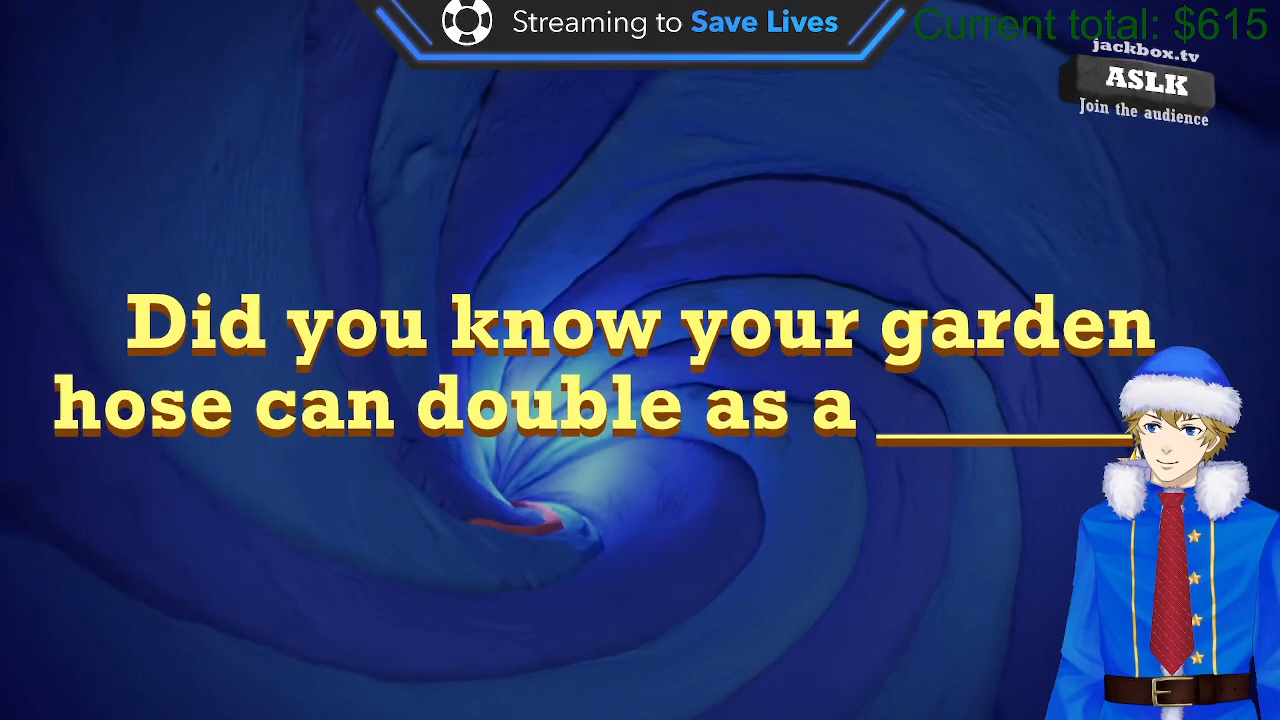 Streaming to Save Lives
Current total: $615
jackbox.tv
ASLK
Join the audience
Did you know your garden
hose can double as a ________